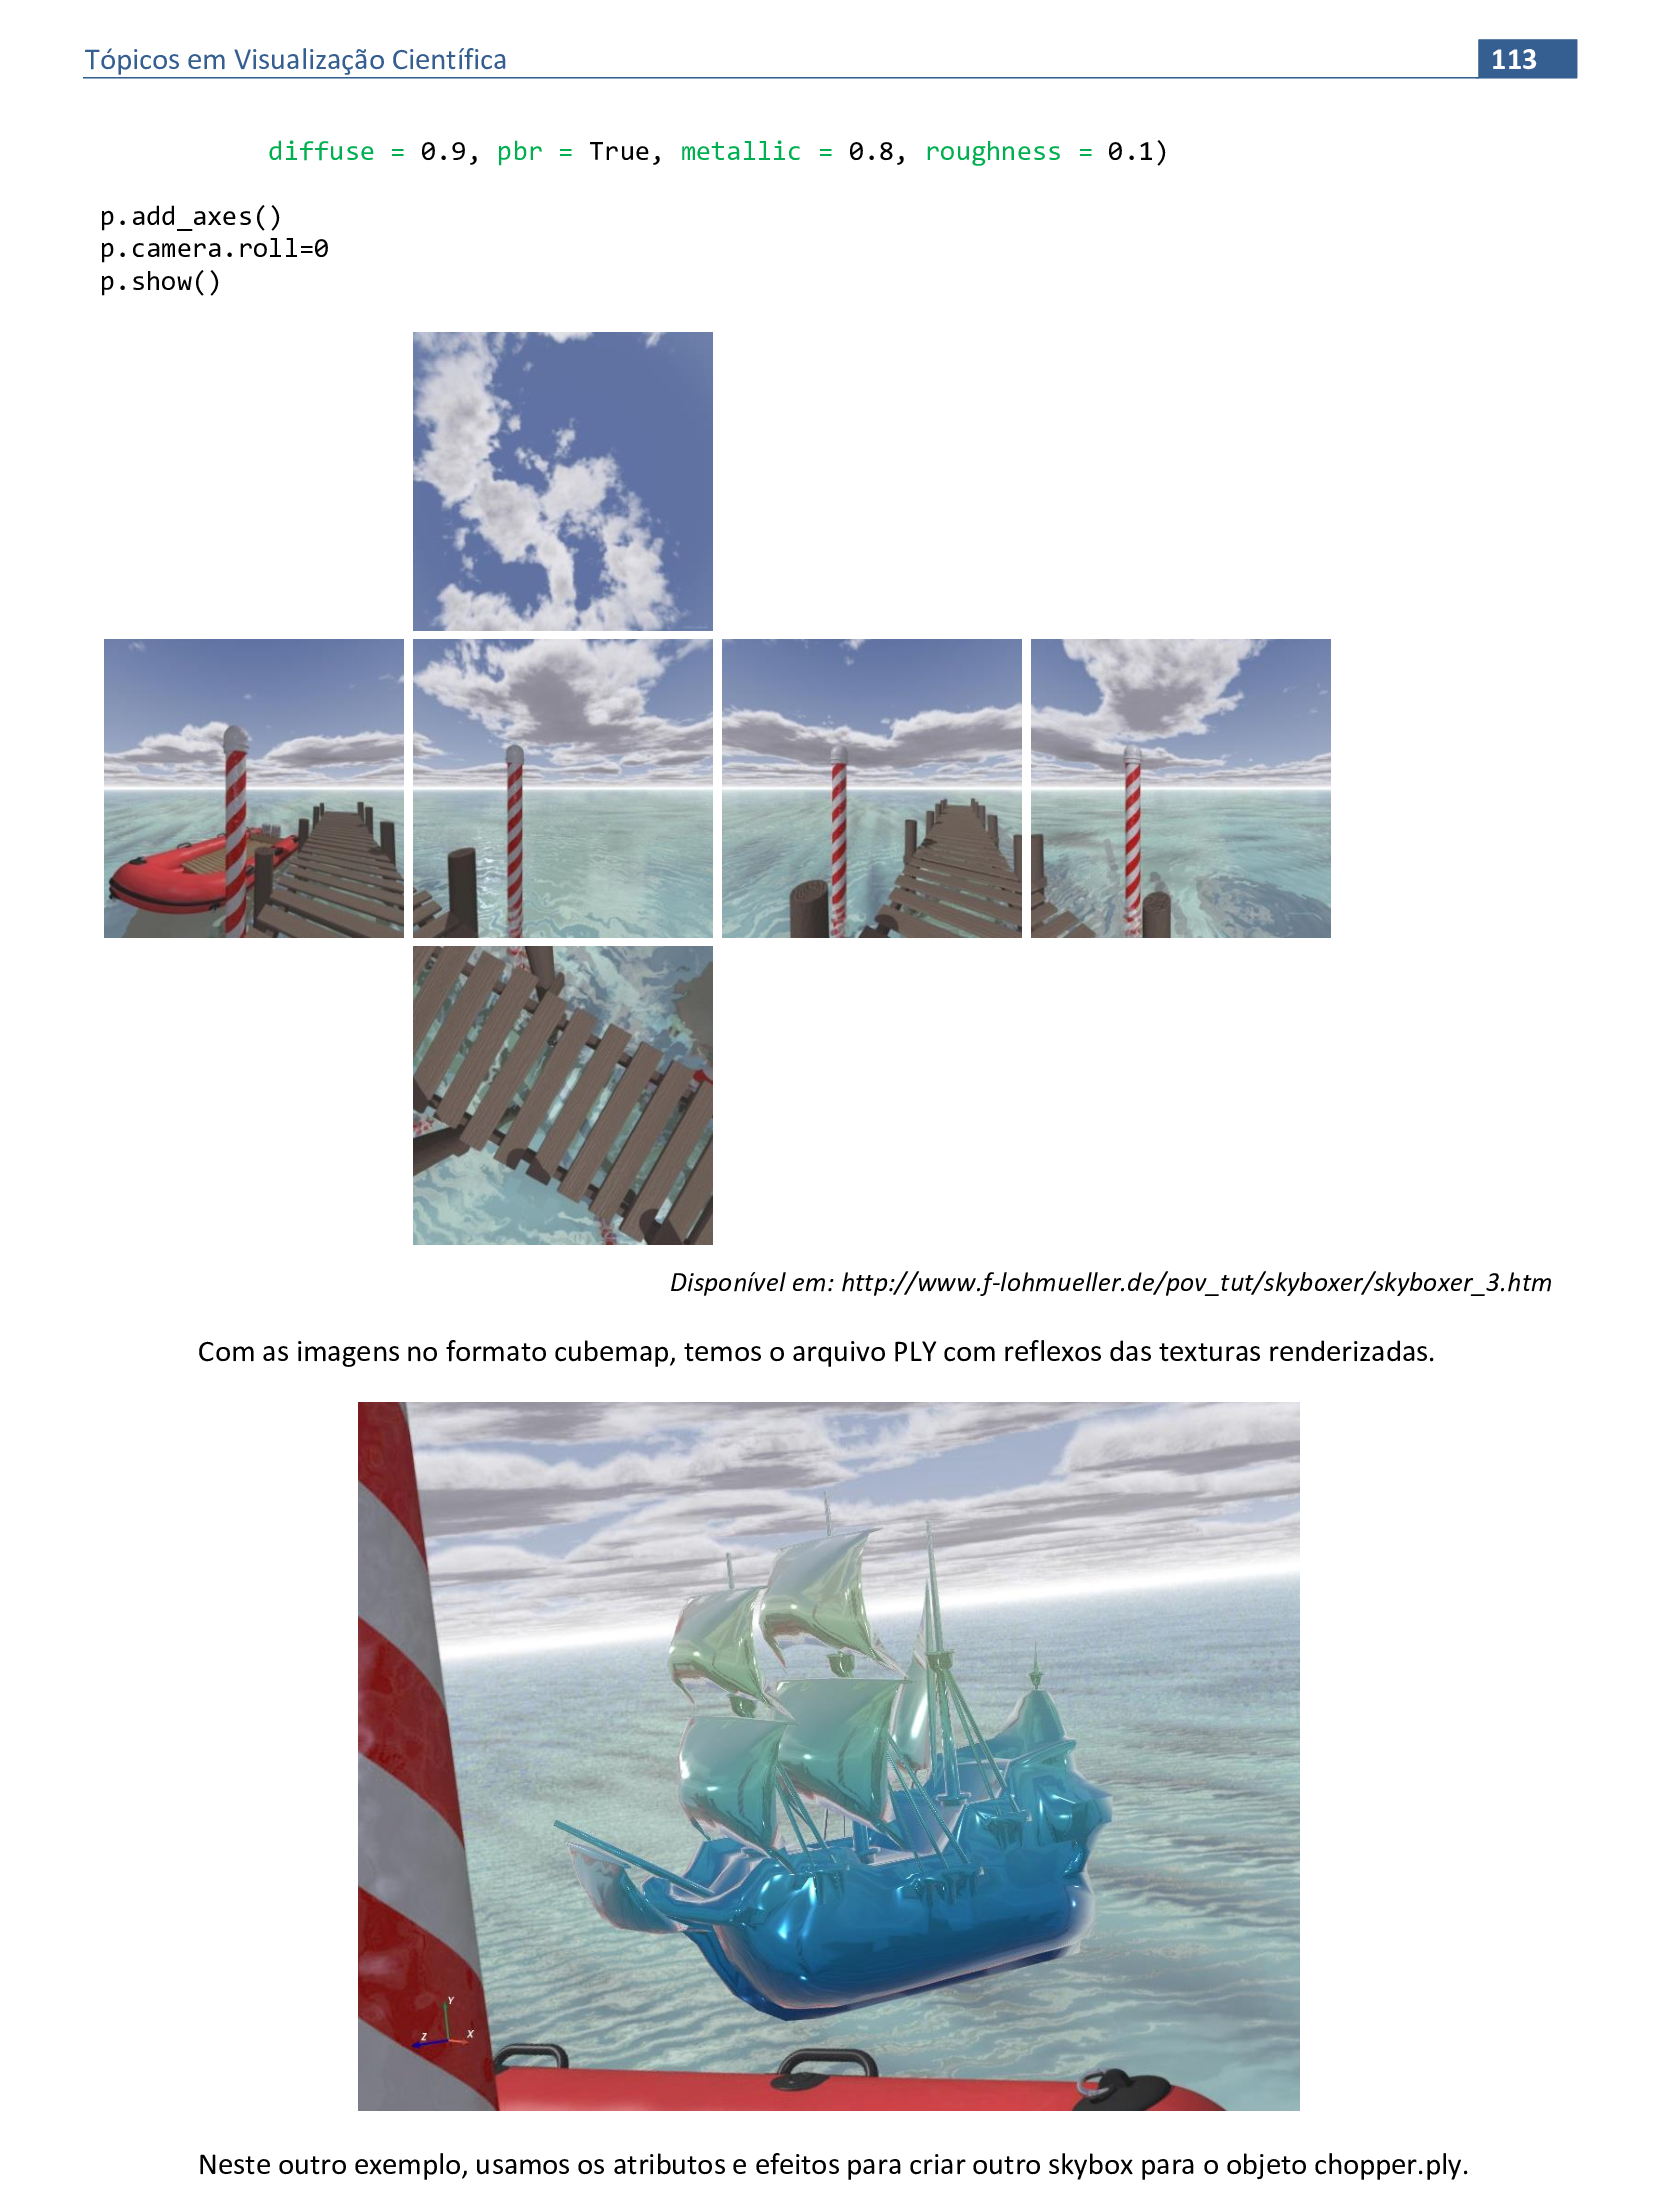 Tópicos em Visualização Científica 113
diffuse = 0.9, pbr = True, metallic = 0.8, roughness = 0.1)
p.add_axes()
p.camera.roll=0
p.show()
Disponível em: http://www.f-lohmueller.de/pov_tut/skyboxer/skyboxer_3.htm
Com as imagens no formato cubemap, temos o arquivo PLY com reflexos das texturas renderizadas.
Y
Z X
Neste outro exemplo, usamos os atributos e efeitos para criar outro skybox para o objeto chopper.ply.